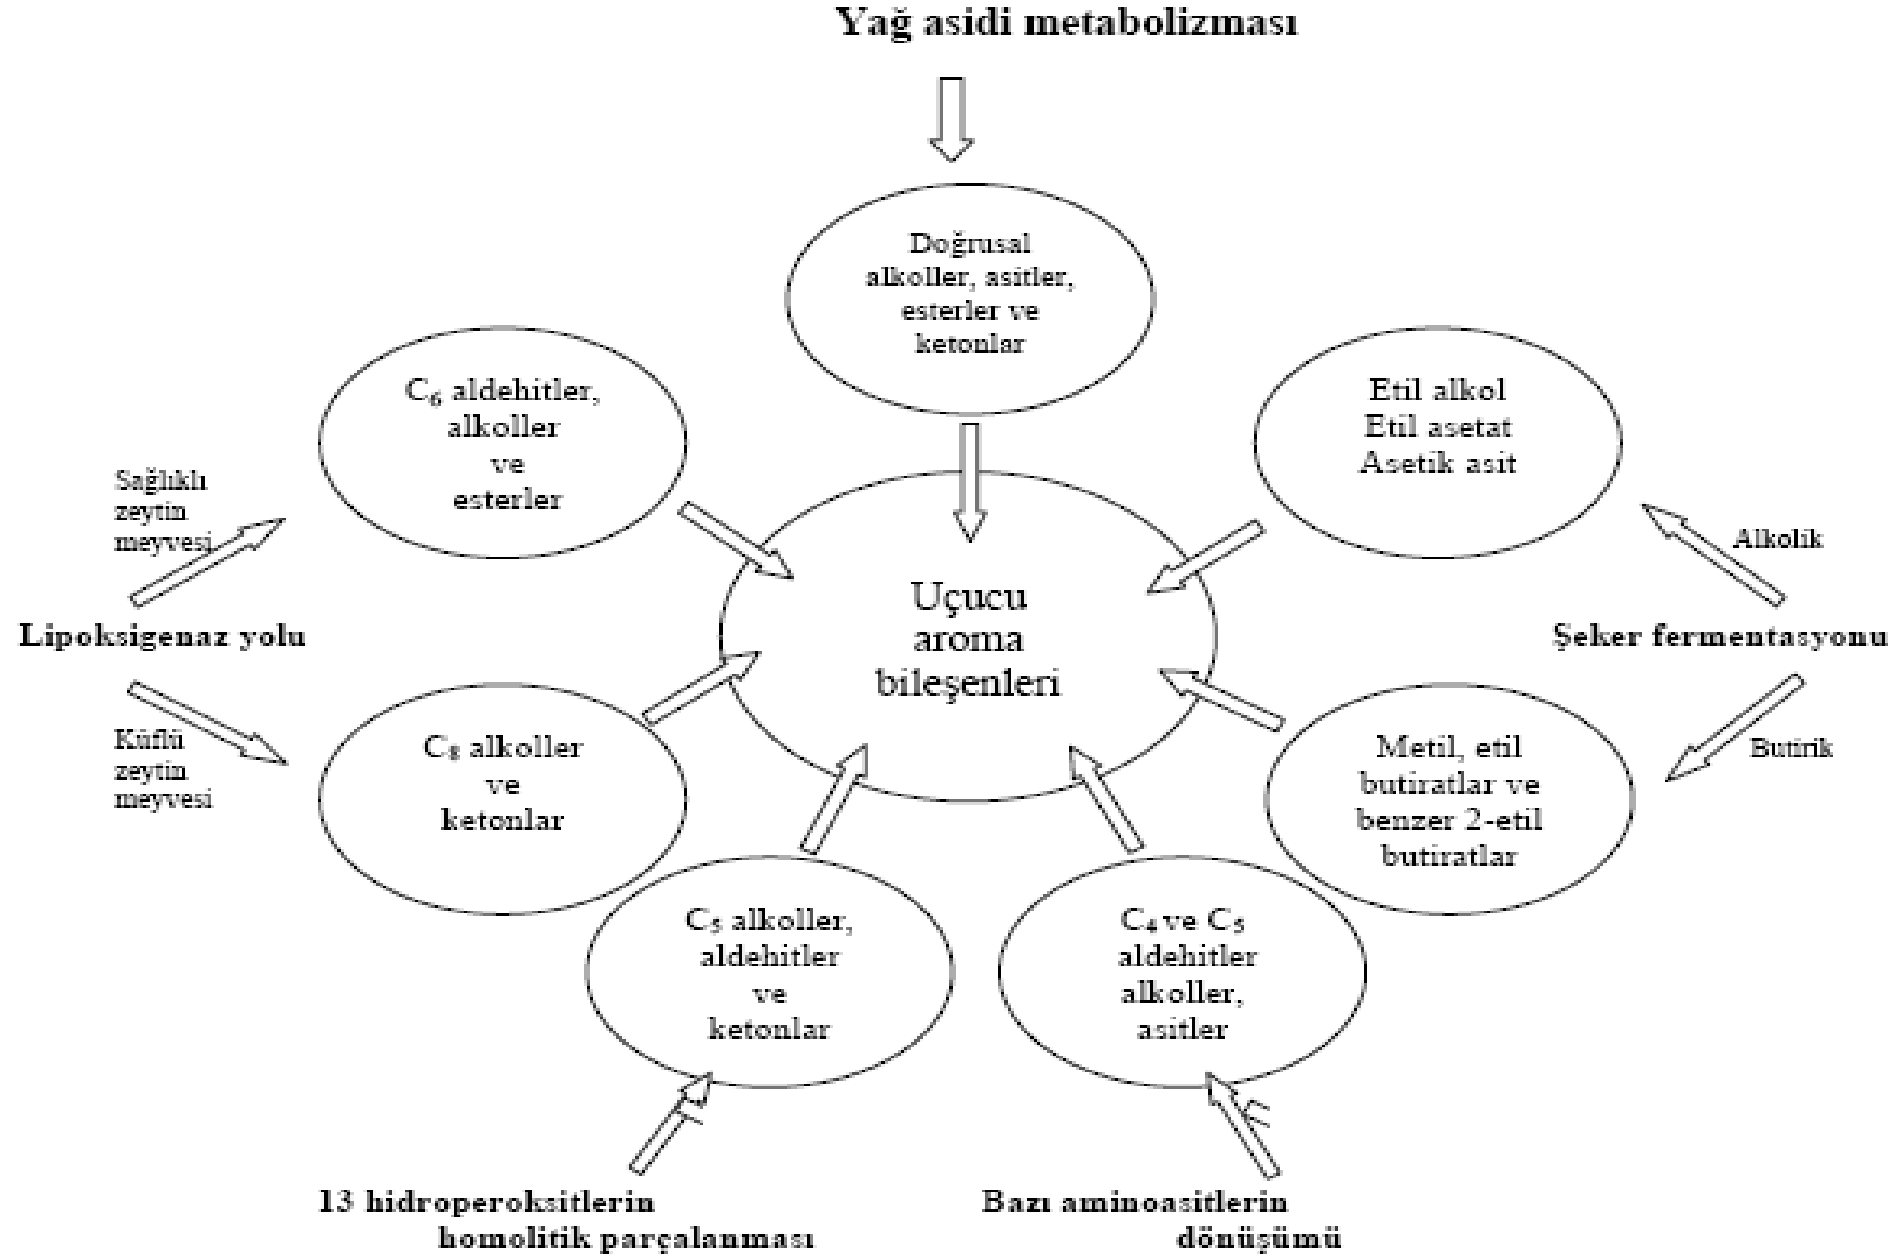 Yağ asidi metabolizması
Doğrusal
alkoller, asitler,
esterler ve
ketonlar
C₆ aldehitler,
alkoller
ve
esterler
Etil alkol
Etil asetat
Asetik asit
Sağlıklı
zeytin
meyvesi
Alkolik
Uçucu
aroma
bileşenleri
Lipoksigenaz yolu
Şeker fermentasyonu
Küflü
zeytin
meyvesi
C₈ alkoller
ve
ketonlar
Metil, etil
butiratlar ve
benzer 2-etil
butiratlar
Butirik
C₅ alkoller,
aldehitler
ve
ketonlar
C₄ ve C₅
aldehitler
alkoller,
asitler
13 hidroperoksitlerin
homolitik parçalanması
Bazı aminoasitlerin
dönüşümü